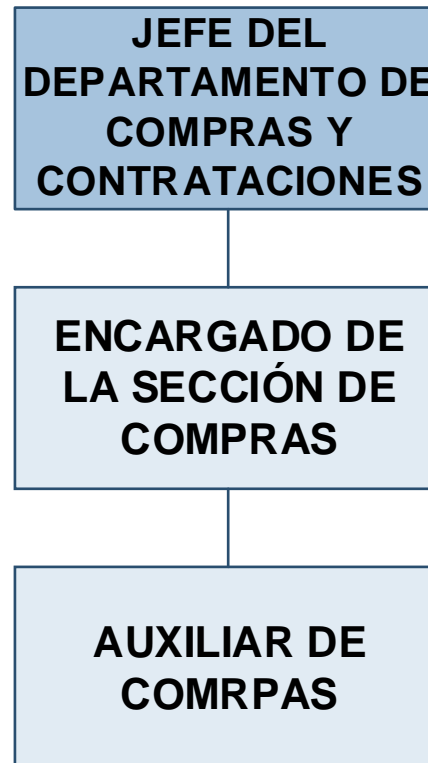 JEFE DEL
DEPARTAMENTO DE
COMPRAS Y
CONTRATACIONES
ENCARGADO DE
LA SECCIÓN DE
COMPRAS
AUXILIAR DE
COMRPAS